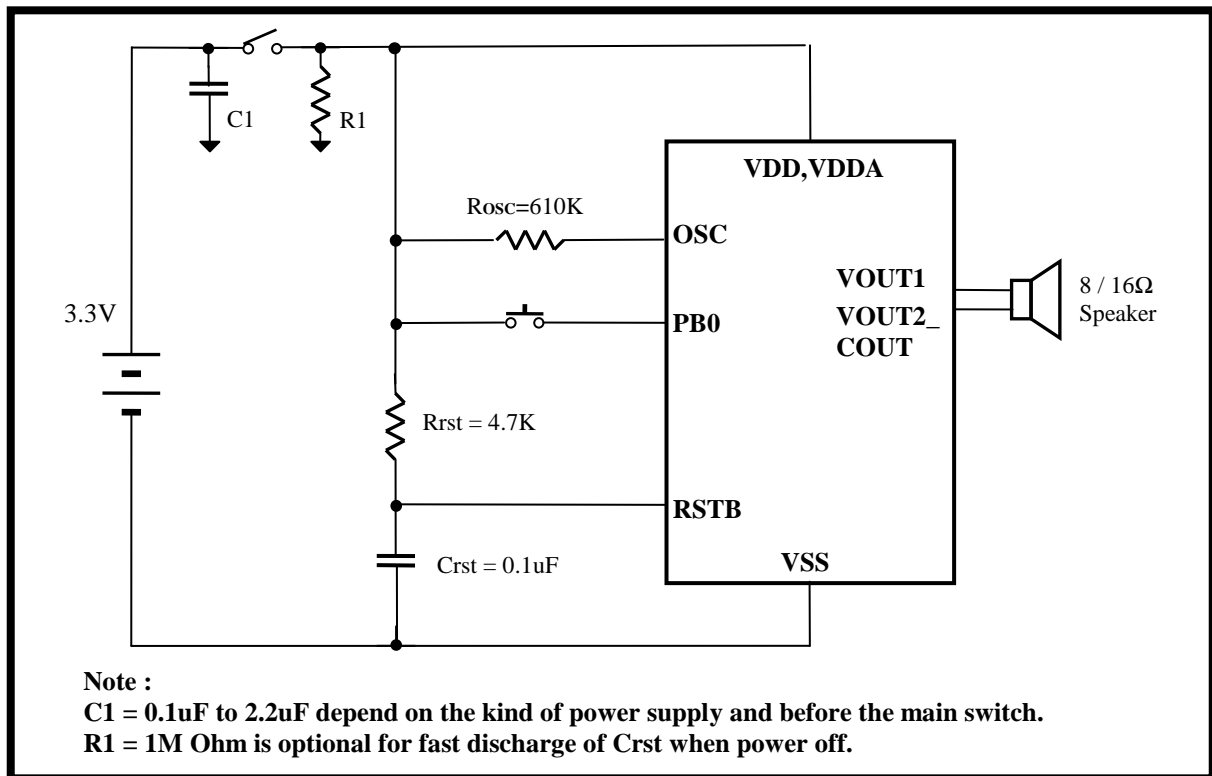 C1
R1
VDD,VDDA
Rosc=610K
OSC
VOUT1
8 / 16Ω
3.3V
PB0
VOUT2_
Speaker
COUT
Rrst = 4.7K
RSTB
Crst = 0.1uF
VSS
Note :
C1 = 0.1uF to 2.2uF depend on the kind of power supply and before the main switch.
R1 = 1M Ohm is optional for fast discharge of Crst when power off.